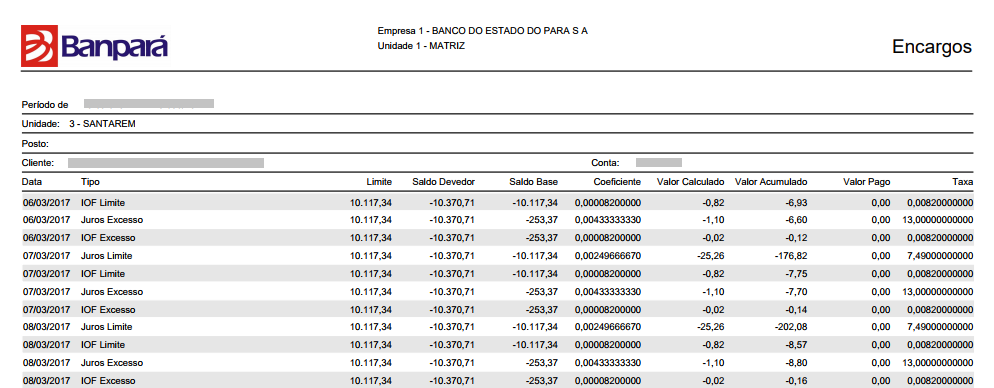 Banpará
Empresa 1 - BANCO DO ESTADO DO PARA S A
Unidade 1 - MATRIZ
Encargos
Período de
Unidade: 3 - SANTAREM
Posto:
Cliente: Conta:
Data Tipo Limite Saldo Devedor Saldo Base Coeficiente Valor Calculado Valor Acumulado Valor Pago Taxa
06/03/2017 IOF Limite 10.117,34 -10.370,71 -10.117,34 0,00008200000 -0,82 -6,93 0,00 0,00820000000
06/03/2017 Juros Excesso 10.117,34 -10.370,71 -253,37 0,00433333330 -1,10 -6,60 0,00 13,00000000000
06/03/2017 IOF Excesso 10.117,34 -10.370,71 -253,37 0,00008200000 -0,02 -0,12 0,00 0,00820000000
07/03/2017 Juros Limite 10.117,34 -10.370,71 -10.117,34 0,00249666670 -25,26 -176,82 0,00 7,49000000000
07/03/2017 IOF Limite 10.117,34 -10.370,71 -10.117,34 0,00008200000 -0,82 -7,75 0,00 0,00820000000
07/03/2017 Juros Excesso 10.117,34 -10.370,71 -253,37 0,00433333330 -1,10 -7,70 0,00 13,00000000000
07/03/2017 IOF Excesso 10.117,34 -10.370,71 -253,37 0,00008200000 -0,02 -0,14 0,00 0,00820000000
08/03/2017 Juros Limite 10.117,34 -10.370,71 -10.117,34 0,00249666670 -25,26 -202,08 0,00 7,49000000000
08/03/2017 IOF Limite 10.117,34 -10.370,71 -10.117,34 0,00008200000 -0,82 -8,57 0,00 0,00820000000
08/03/2017 Juros Excesso 10.117,34 -10.370,71 -253,37 0,00433333330 -1,10 -8,80 0,00 13,00000000000
08/03/2017 IOF Excesso 10.117,34 -10.370,71 -253,37 0,00008200000 -0,02 -0,16 0,00 0,00820000000